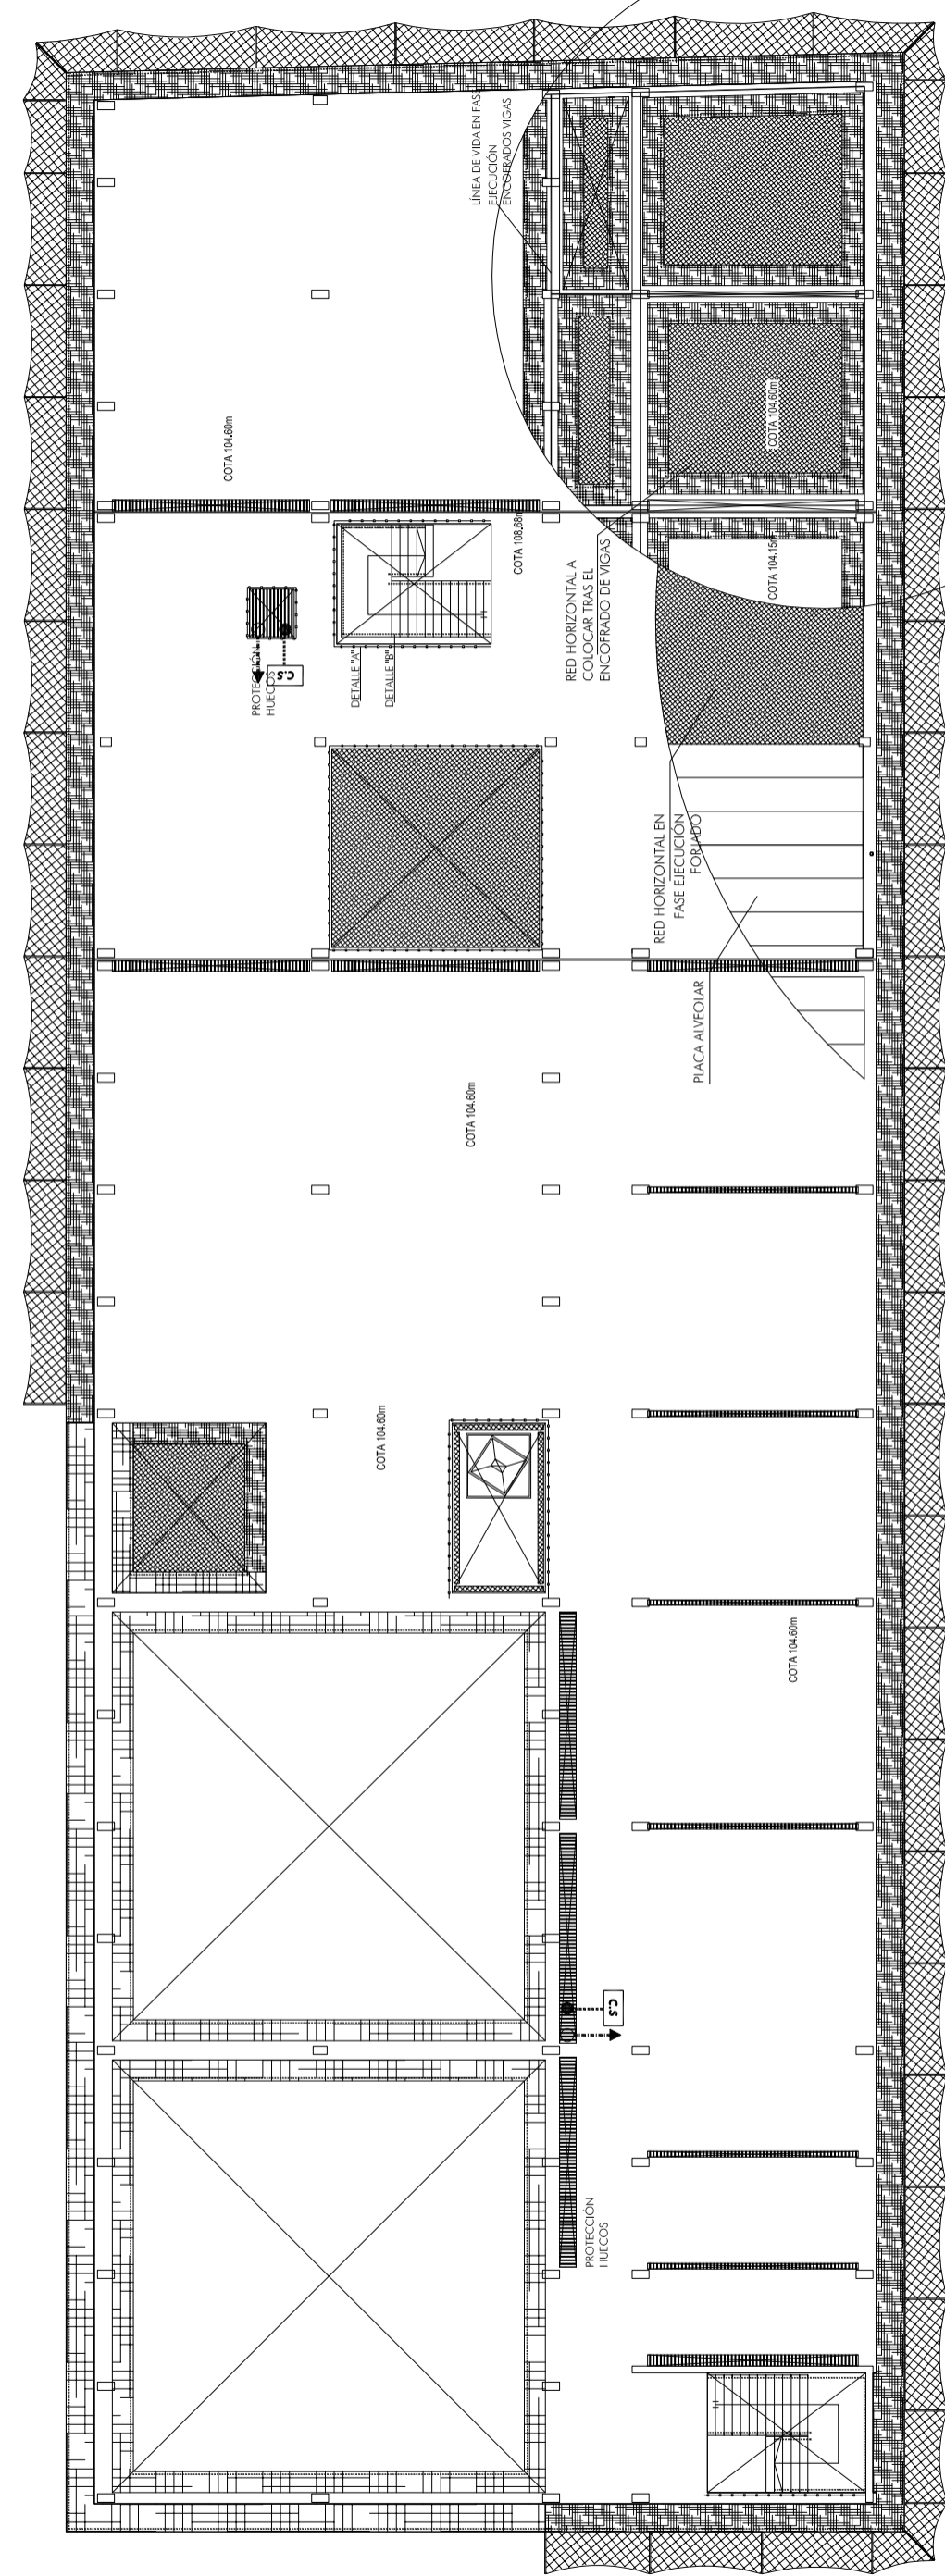 LÍNEA DE VIDA EN FASE
EJECUCIÓN
ENCOFRADOS VIGAS
COTA 104.60m
COTA 104.60m
COTA 108,68m
COTA 104.15m
RED HORIZONTAL A
COLOCAR TRAS EL
ENCOFRADO DE VIGAS
PROTECCIÓN
HUECOS
C.S
DETALLE "A"
DETALLE "B"
RED HORIZONTAL EN
FASE EJECUCIÓN
FORJADO
PLACA ALVEOLAR
COTA 104.60m
COTA 104.60m
COTA 104.60m
C.S
PROTECCIÓN
HUECOS